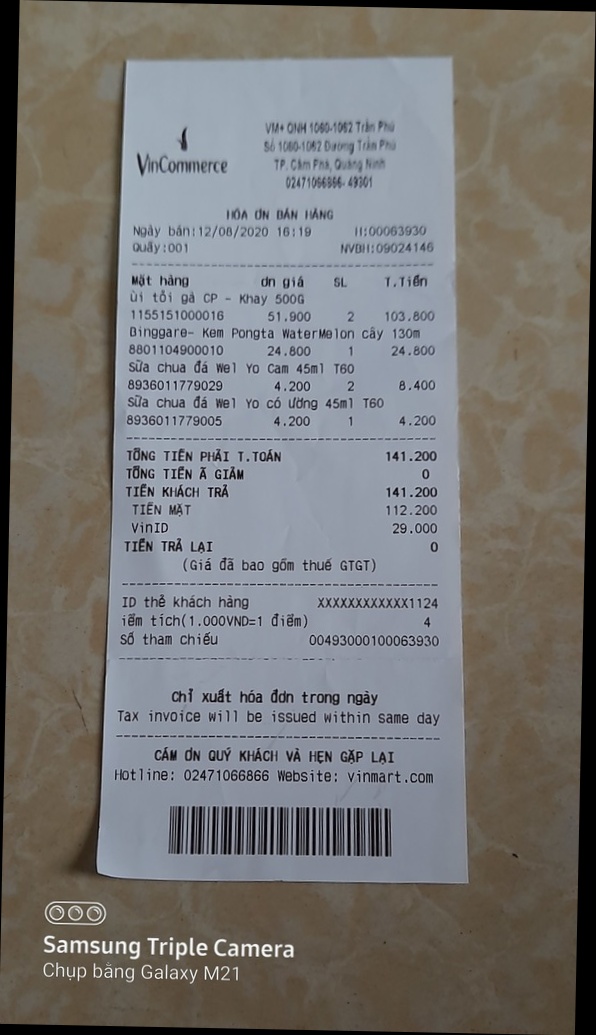 VinCommerce
VM+ QNH 1060-1062 Trần Phú
Số 1060-1062 Đường Trần Phú
TP. Cẩm Phả, Quảng Ninh
02471066866- 49301
HÓA ƠN BÁN HÀNG
Ngày bán:12/08/2020 16:19 H:00063930
Quầy:001 NVBH:09024146
Mặt hàng ơn giá SL T.Tiền
ùi tỏi gà CP - Khay 500G
1155151000016 51.900 2 103.800
Binggare- Kem Pongta WaterMelon cây 130m
8801104900010 24.800 1 24.800
Sữa chua đá Wel Yo Cam 45ml T60
8936011779029 4.200 2 8.400
Sữa chua đá Wel Yo có ường 45ml T60
8936011779005 4.200 1 4.200
TỔNG TIỀN PHẢI T.TOÁN 141.200
TỔNG TIỀN Ã GIẢM 0
TIỀN KHÁCH TRẢ 141.200
TIỀN MẶT 112.200
VinID 29.000
TIỀN TRẢ LẠI 0
(Giá đã bao gồm thuế GTGT)
ID thẻ khách hàng XXXXXXXXXXXX1124
iểm tích(1.000VND=1 điểm) 4
Số tham chiếu 00493000100063930
Chỉ xuất hóa đơn trong ngày
Tax invoice will be issued within same day
CẢM ƠN QUÝ KHÁCH VÀ HẸN GẶP LẠI
Hotline: 02471066866 Website: vinmart.com
Samsung Triple Camera
Chụp bằng Galaxy M21